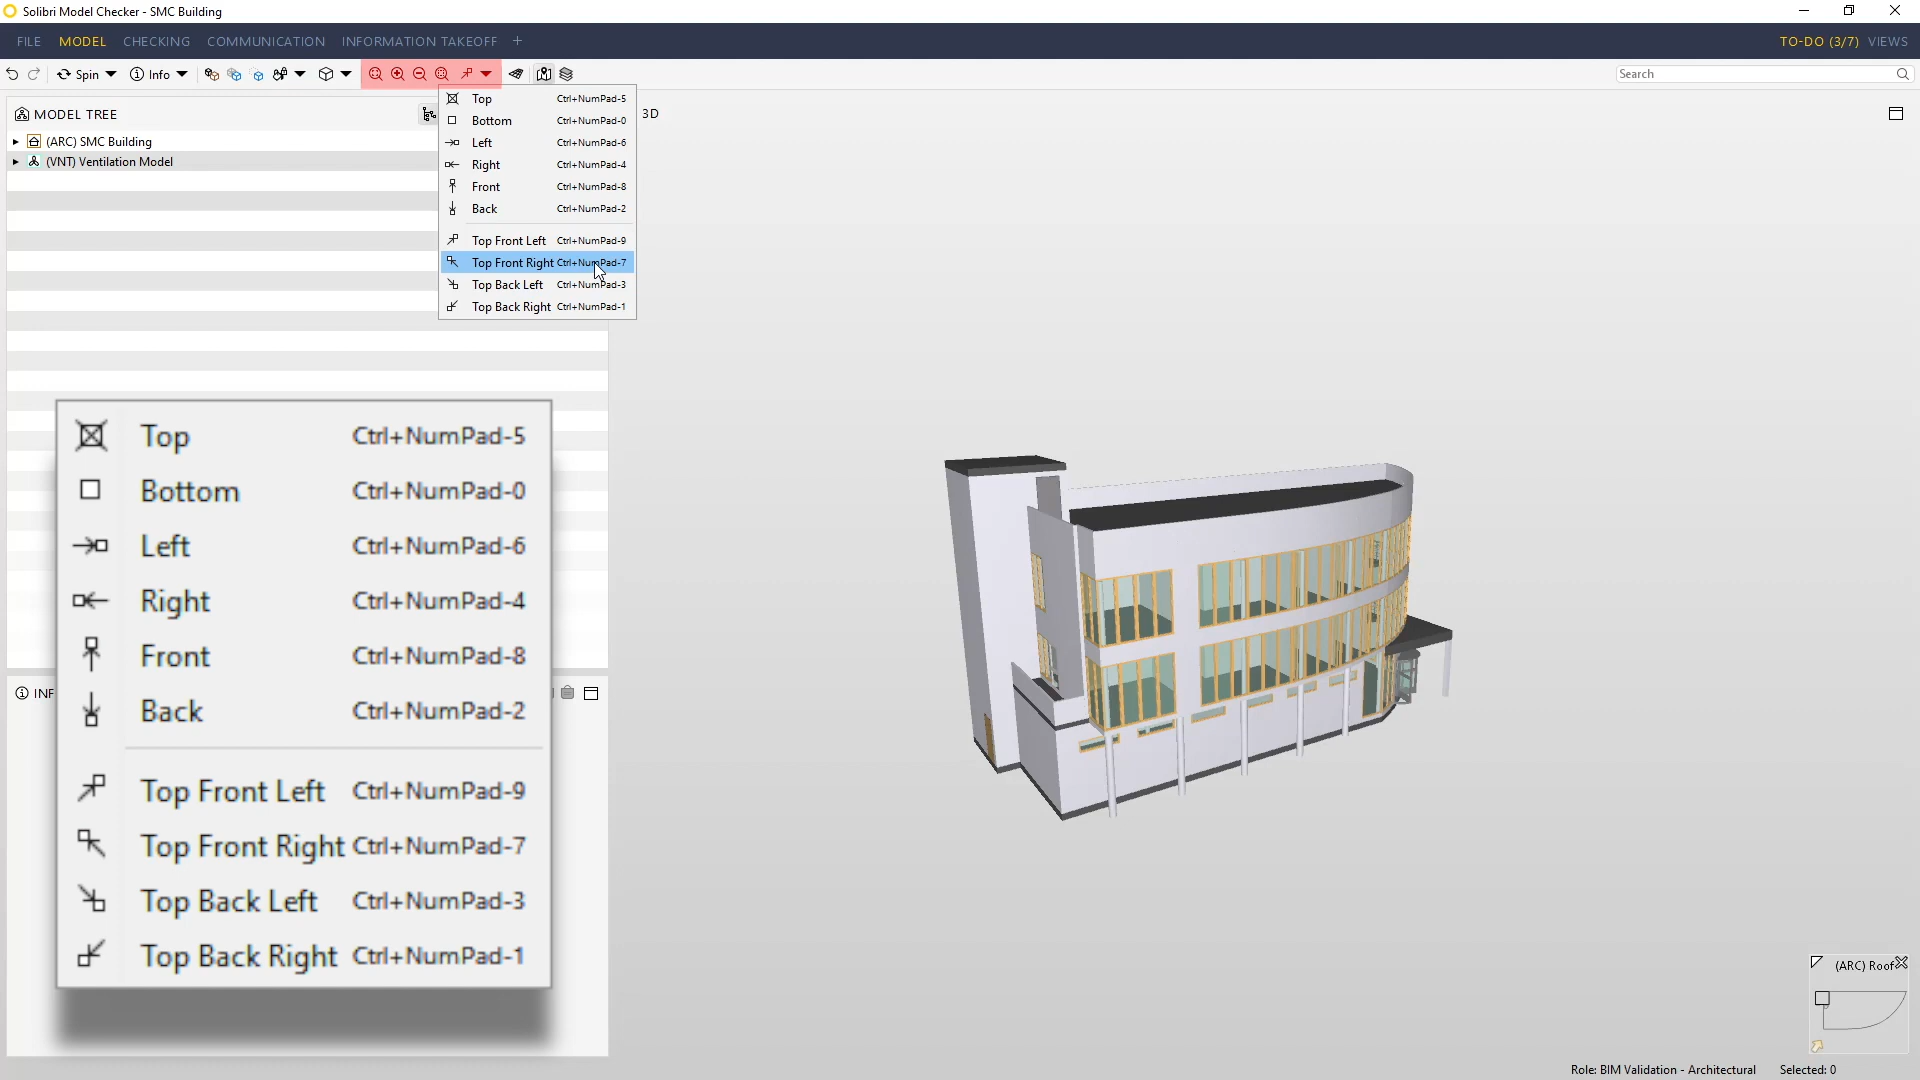 Solibri Model Checker - SMC Building
FILE MODEL CHECKING COMMUNICATION INFORMATION TAKEOFF +
TO-DO (3/7) VIEWS
Spin Info
Search
MODEL TREE
(ARC) SMC Building
(VNT) Ventilation Model
Top Ctrl+NumPad-5
Bottom Ctrl+NumPad-0
Left Ctrl+NumPad-6
Right Ctrl+NumPad-4
Front Ctrl+NumPad-8
Back Ctrl+NumPad-2
Top Front Left Ctrl+NumPad-9
Top Front Right Ctrl+NumPad-7
Top Back Left Ctrl+NumPad-3
Top Back Right Ctrl+NumPad-1
3D
Top Ctrl+NumPad-5
Bottom Ctrl+NumPad-0
Left Ctrl+NumPad-6
Right Ctrl+NumPad-4
Front Ctrl+NumPad-8
Back Ctrl+NumPad-2
Top Front Left Ctrl+NumPad-9
Top Front Right Ctrl+NumPad-7
Top Back Left Ctrl+NumPad-3
Top Back Right Ctrl+NumPad-1
INF
(ARC) Roof
Role: BIM Validation - Architectural Selected: 0